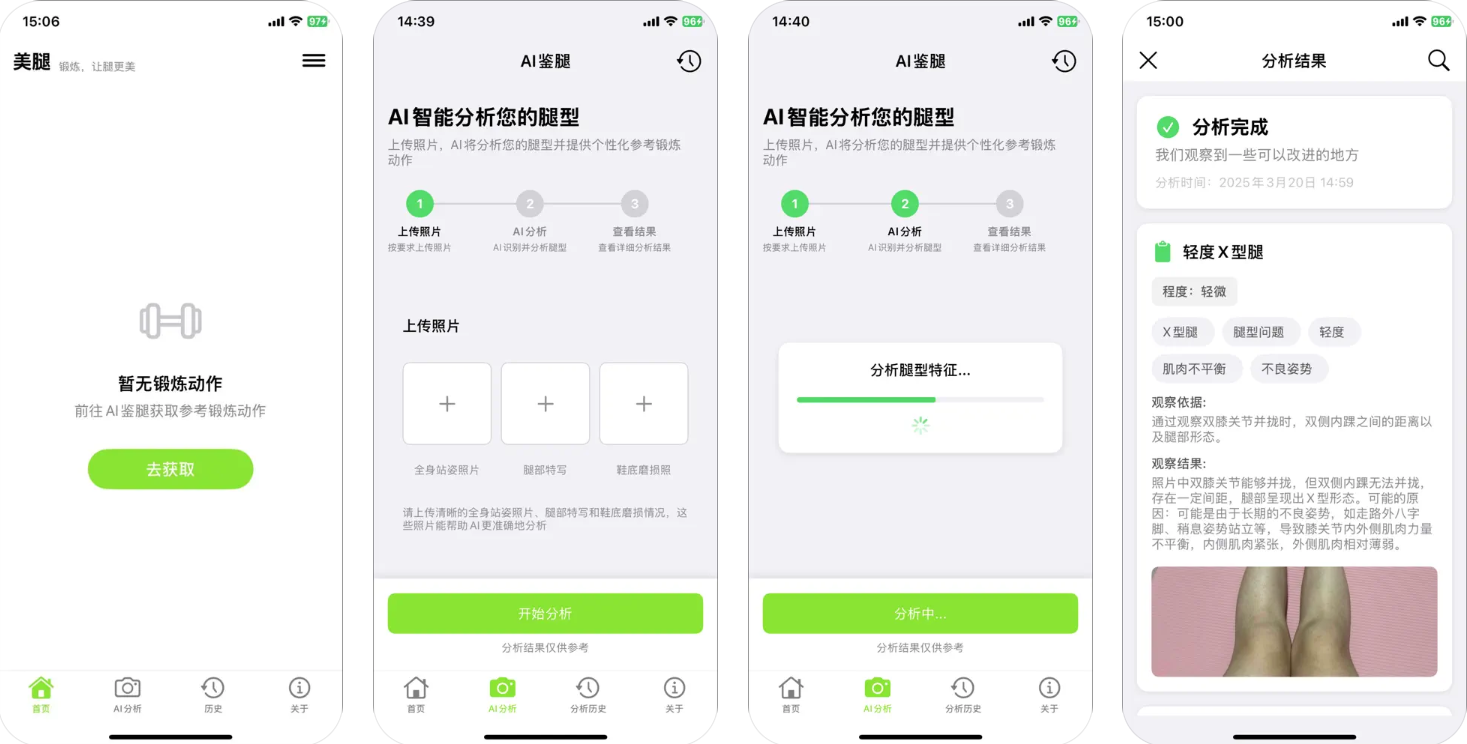 15:06
97
美腿 锻炼，让腿更美
暂无锻炼动作
前往AI鉴腿获取参考锻炼动作
去获取
首页
AI分析
历史
关于
14:39
96
AI鉴腿
AI智能分析您的腿型
上传照片，AI将分析您的腿型并提供个性化参考锻炼
动作
1
2
3
上传照片
AI分析
查看结果
按要求上传照片
AI识别并分析腿型
查看详细分析结果
上传照片
全身站姿照片
腿部特写
鞋底磨损照
请上传清晰的全身站姿照片、腿部特写和鞋底磨损情况，这
些照片能帮助AI更准确地分析
开始分析
分析结果仅供参考
首页
AI分析
分析历史
关于
14:40
96
AI鉴腿
AI智能分析您的腿型
上传照片，AI将分析您的腿型并提供个性化参考锻炼
动作
1
2
3
上传照片
AI分析
查看结果
按要求上传照片
AI识别并分析腿型
查看详细分析结果
分析腿型特征...
分析中...
分析结果仅供参考
首页
AI分析
分析历史
关于
15:00
96
分析结果
分析完成
我们观察到一些可以改进的地方
分析时间：2025年3月20日 14:59
轻度X型腿
程度：轻微
X型腿
腿型问题
轻度
肌肉不平衡
不良姿势
观察依据:
通过观察双膝关节并拢时，双侧内踝之间的距离以
及腿部形态。
观察结果:
照片中双膝关节能够并拢，但双侧内踝无法并拢，
存在一定间距，腿部呈现出X型形态。可能的原
因：可能是由于长期的不良姿势，如走路外八字
脚、稍息姿势站立等，导致膝关节内外侧肌肉力量
不平衡，内侧肌肉紧张，外侧肌肉相对薄弱。